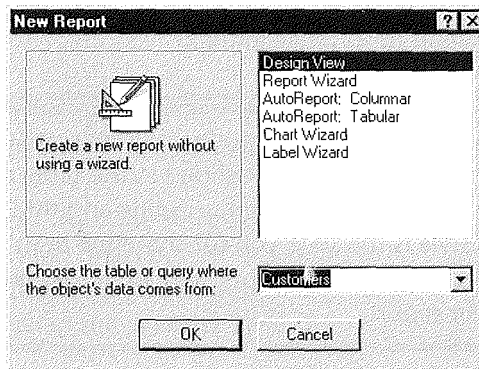 New Report
Design View
Report Wizard
AutoReport: Columnar
AutoReport: Tabular
Chart Wizard
Label Wizard
Create a new report without
using a wizard.
Choose the table or query where
the object's data comes from:
Customers
OK
Cancel